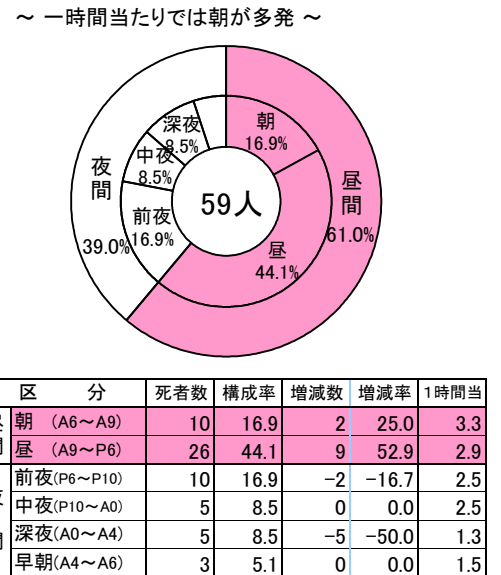 ～ 一時間当たりでは朝が多発 ～
深夜
8.5%
朝
16.9%
中夜
8.5%
夜間
39.0%
前夜
16.9%
59人
昼間
61.0%
昼
44.1%
区 分 死者数 構成率 増減数 増減率 1時間当
朝 (A6～A9) 10 16.9 2 25.0 3.3
昼 (A9～P6) 26 44.1 9 52.9 2.9
前夜(P6～P10) 10 16.9 −2 −16.7 2.5
中夜(P10～A0) 5 8.5 0 0.0 2.5
深夜(A0～A4) 5 8.5 −5 −50.0 1.3
早朝(A4～A6) 3 5.1 0 0.0 1.5